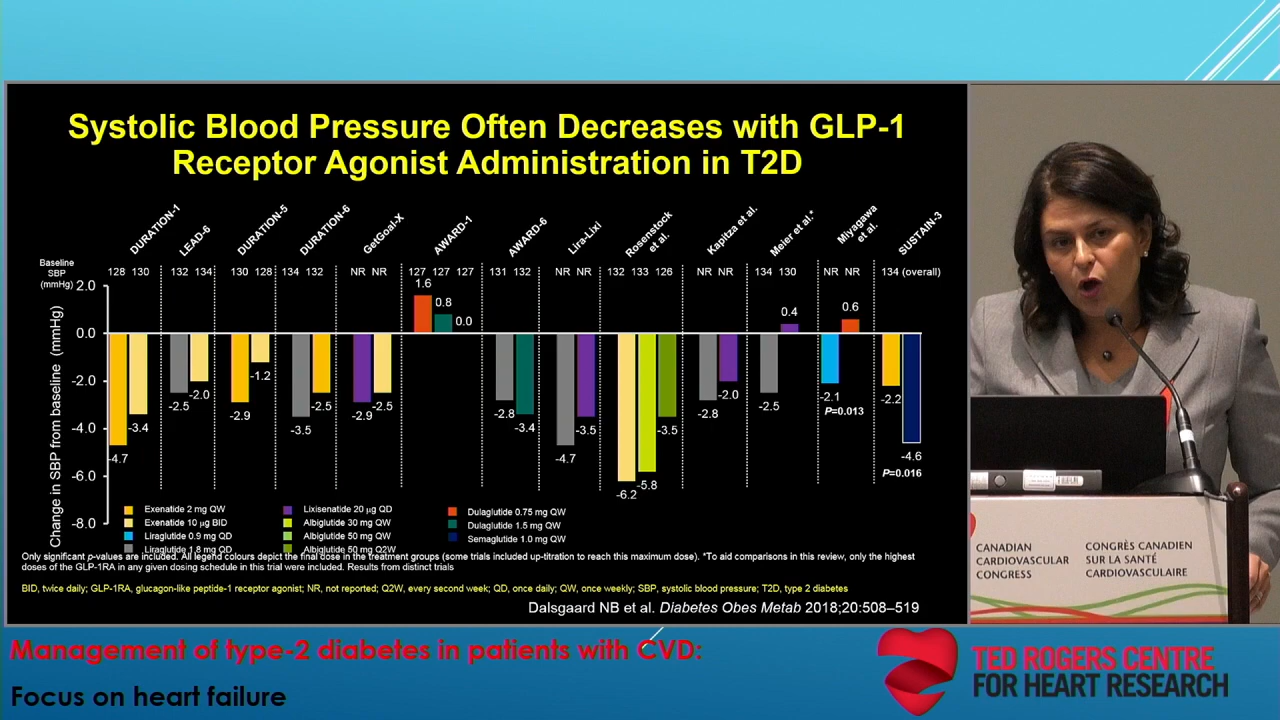 Systolic Blood Pressure Often Decreases with GLP-1
Receptor Agonist Administration in T2D
DURATION-1
LEAD-6
DURATION-5
DURATION-6
GetGoal-X
AWARD-1
AWARD-6
Lira-Lixi
Rosenstock
et al.
Kapitza et al.
Meier et al.*
Miyagawa
et al.
SUSTAIN-3
Baseline
SBP
(mmHg)
128 130 132 134 130 128 134 132 NR NR 127 127 127 131 132 NR NR 132 133 126 NR NR 134 130 NR NR 134 (overall)
Change in SBP from baseline (mmHg)
2.0
0.0
-2.0
-4.0
-6.0
-8.0
-4.7
-3.4
-2.5
-2.0
-2.9
-1.2
-3.5
-2.5
-2.9
-2.5
1.6
0.8
0.0
-2.8
-3.4
-4.7
-3.5
-6.2
-5.8
-3.5
-2.8
-2.0
-2.5
0.4
-2.1
P=0.013
0.6
-2.2
-4.6
P=0.016
Exenatide 2 mg QW
Exenatide 10 µg BID
Liraglutide 0.9 mg QD
Liraglutide 1.8 mg QD
Lixisenatide 20 µg QD
Albiglutide 30 mg QW
Albiglutide 50 mg QW
Albiglutide 50 mg Q2W
Dulaglutide 0.75 mg QW
Dulaglutide 1.5 mg QW
Semaglutide 1.0 mg QW
Only significant p-values are included. All legend colours depict the final dose in the treatment groups (some trials included up-titration to reach this maximum dose). *To aid comparisons in this review, only the highest
doses of the GLP-1RA in any given dosing schedule in this trial were included. Results from distinct trials
BID, twice daily; GLP-1RA, glucagon-like peptide-1 receptor agonist; NR, not reported; Q2W, every second week; QD, once daily; QW, once weekly; SBP, systolic blood pressure; T2D, type 2 diabetes
Dalsgaard NB et al. Diabetes Obes Metab 2018;20:508–519
CANADIAN
CARDIOVASCULAR
CONGRESS
CONGRÈS CANADIEN
SUR LA SANTÉ
CARDIOVASCULAIRE
Management of type-2 diabetes in patients with CVD:
Focus on heart failure
TED ROGERS CENTRE
FOR HEART RESEARCH